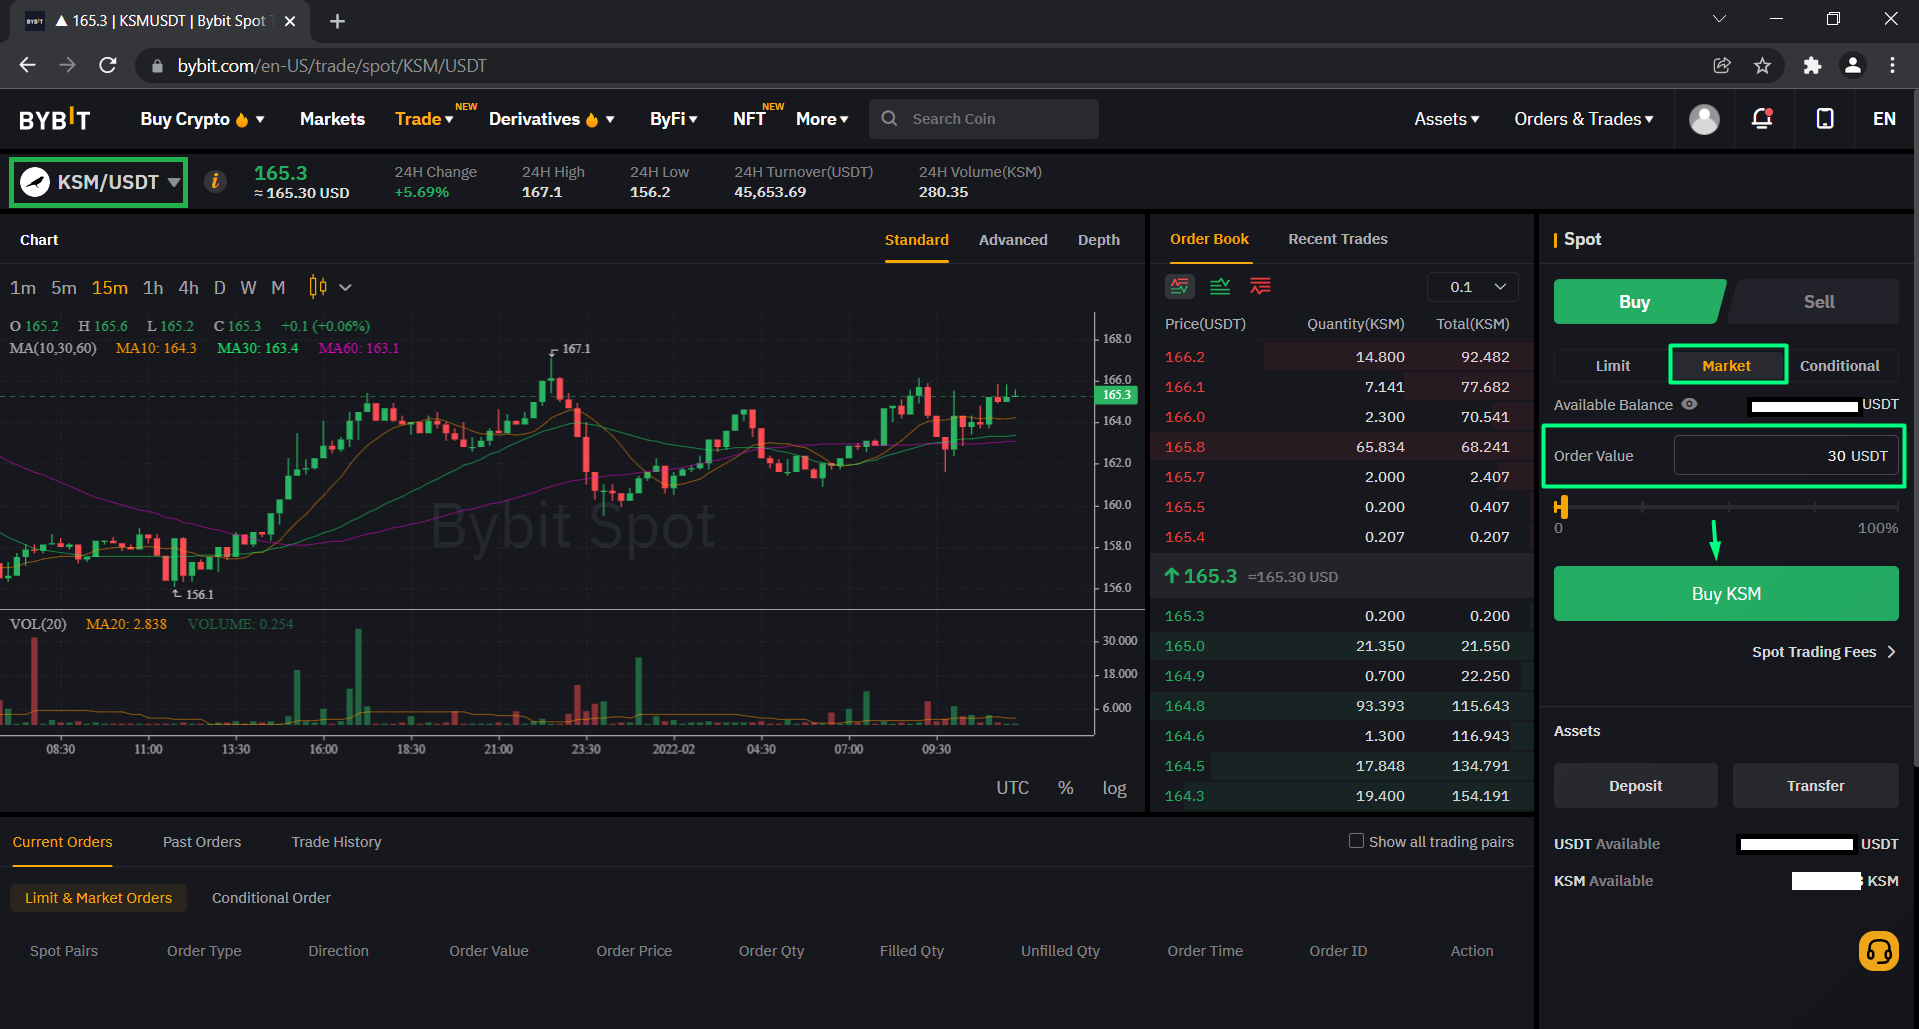 ▲ 165.3 | KSMUSDT | Bybit Spot T
bybit.com/en-US/trade/spot/KSM/USDT
BYBIT
Buy Crypto
Markets
Trade
NEW
Derivatives
ByFi
NFT
NEW
More
Search Coin
Assets
Orders & Trades
EN
KSM/USDT
i
165.3
≈ 165.30 USD
24H Change
+5.69%
24H High
167.1
24H Low
156.2
24H Turnover(USDT)
45,653.69
24H Volume(KSM)
280.35
Chart
Standard Advanced Depth
1m 5m 15m 1h 4h D W M
O 165.2 H 165.6 L 165.2 C 165.3 +0.1 (+0.06%)
MA(10,30,60) MA10: 164.3 MA30: 163.4 MA60: 163.1
167.1
156.1
Bybit Spot
168.0
166.0
165.3
164.0
162.0
160.0
158.0
156.0
VOL(20) MA20: 2.838 VOLUME: 0.254
30.000
18.000
6.000
08:30 11:00 13:30 16:00 18:30 21:00 23:30 2022-02 04:30 07:00 09:30
UTC % log
Order Book Recent Trades
0.1
Price(USDT) Quantity(KSM) Total(KSM)
166.2 14.800 92.482
166.1 7.141 77.682
166.0 2.300 70.541
165.8 65.834 68.241
165.7 2.000 2.407
165.5 0.200 0.407
165.4 0.207 0.207
165.3 ≈165.30 USD
165.3 0.200 0.200
165.0 21.350 21.550
164.9 0.700 22.250
164.8 93.393 115.643
164.6 1.300 116.943
164.5 17.848 134.791
164.3 19.400 154.191
Spot
Buy Sell
Limit Market Conditional
Available Balance USDT
Order Value 30 USDT
0 100%
Buy KSM
Spot Trading Fees
Assets
Deposit Transfer
USDT Available USDT
KSM Available KSM
Current Orders Past Orders Trade History
Show all trading pairs
Limit & Market Orders Conditional Order
Spot Pairs Order Type Direction Order Value Order Price Order Qty Filled Qty Unfilled Qty Order Time Order ID Action